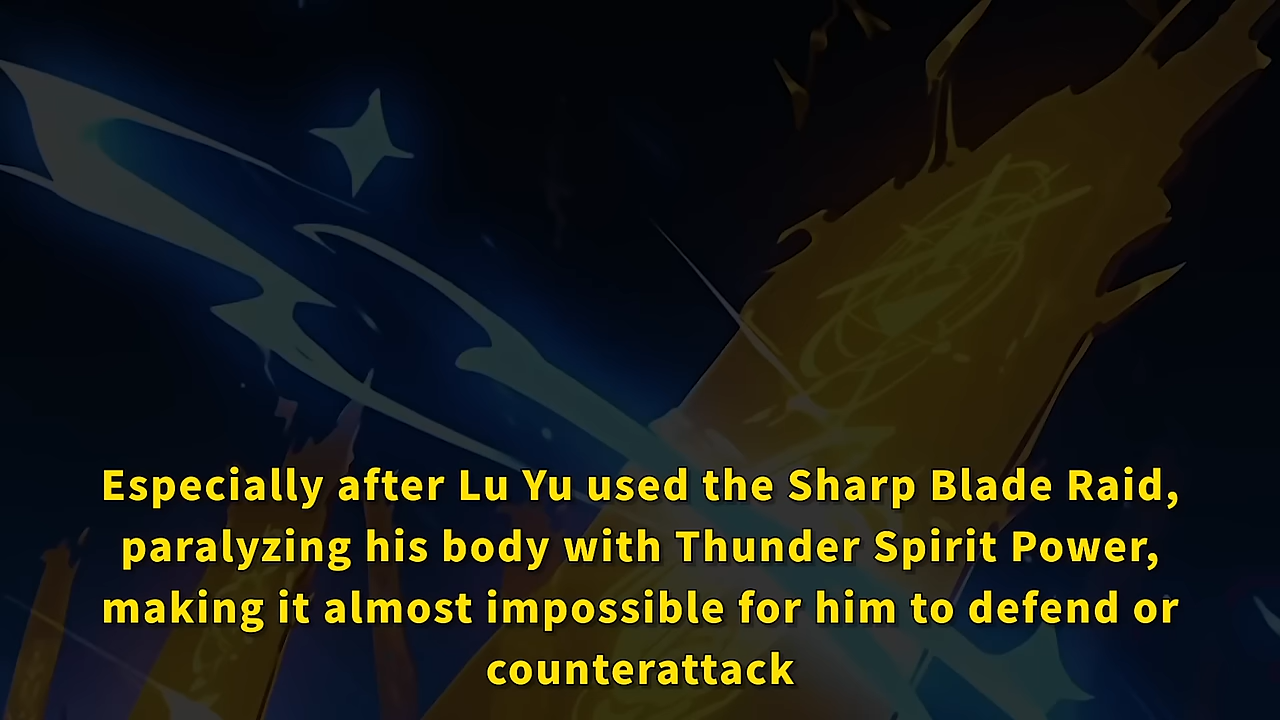 Especially after Lu Yu used the Sharp Blade Raid,
paralyzing his body with Thunder Spirit Power,
making it almost impossible for him to defend or
counterattack